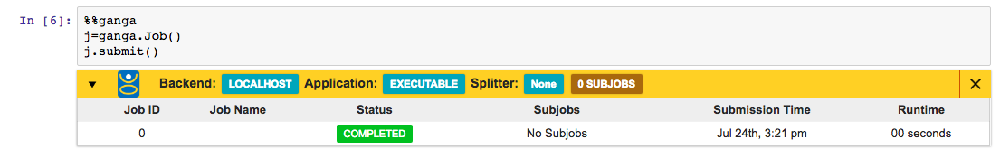 In [6]: %%ganga
j=ganga.Job()
j.submit()
Backend: LOCALHOST Application: EXECUTABLE Splitter: None 0 SUBJOBS
Job ID Job Name Status Subjobs Submission Time Runtime
0 COMPLETED No Subjobs Jul 24th, 3:21 pm 00 seconds